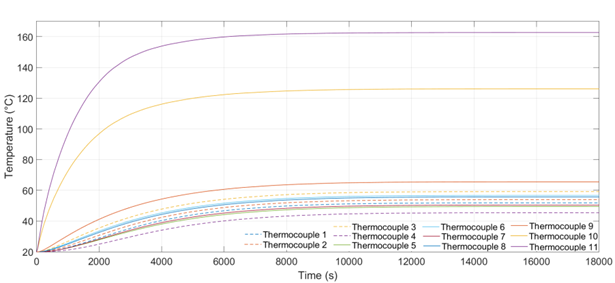 160
140
120
100
80
60
40
20
Temperature (°C)
Thermocouple 1
Thermocouple 2
Thermocouple 3
Thermocouple 4
Thermocouple 5
Thermocouple 6
Thermocouple 7
Thermocouple 8
Thermocouple 9
Thermocouple 10
Thermocouple 11
0 2000 4000 6000 8000 10000 12000 14000 16000 18000
Time (s)